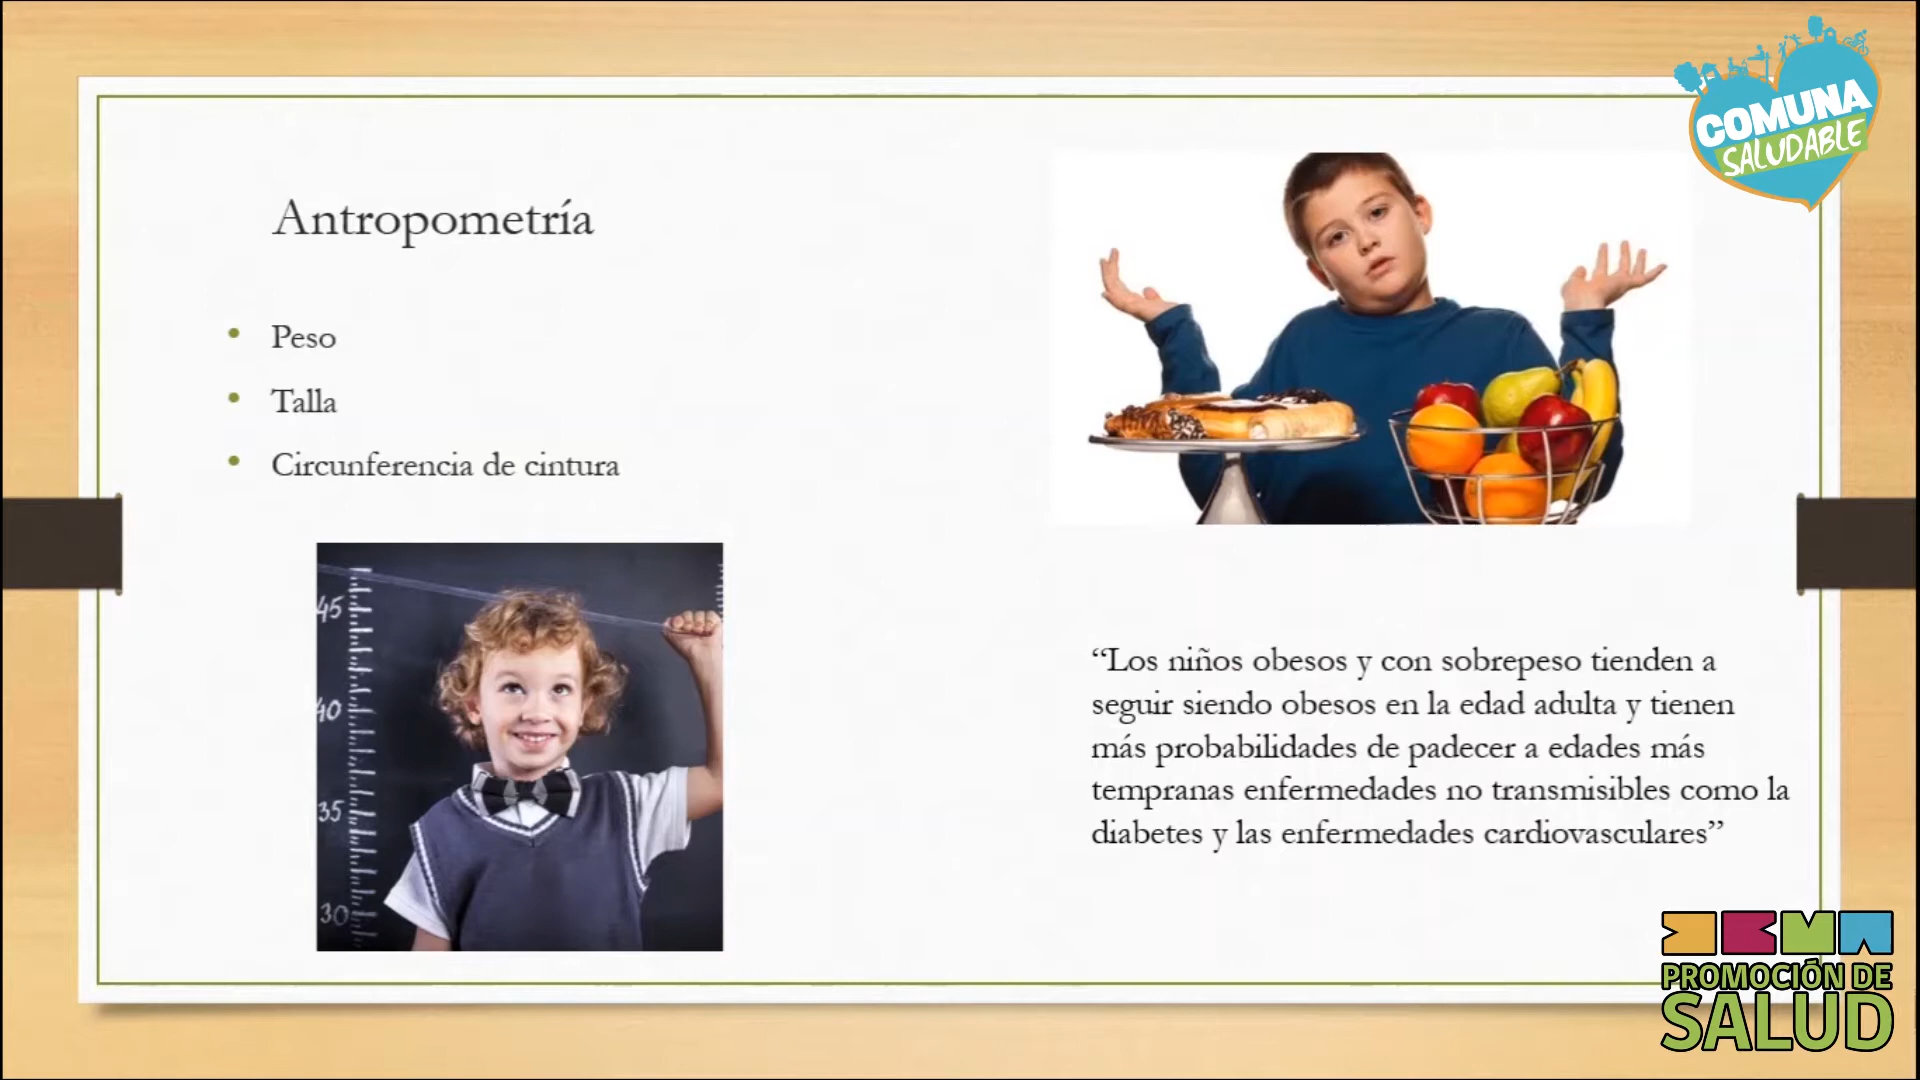 COMUNA
SALUDABLE
Antropometría
• Peso
• Talla
• Circunferencia de cintura
45
40
35
30
“Los niños obesos y con sobrepeso tienden a
seguir siendo obesos en la edad adulta y tienen
más probabilidades de padecer a edades más
tempranas enfermedades no transmisibles como la
diabetes y las enfermedades cardiovasculares”
PROMOCIÓN DE
SALUD